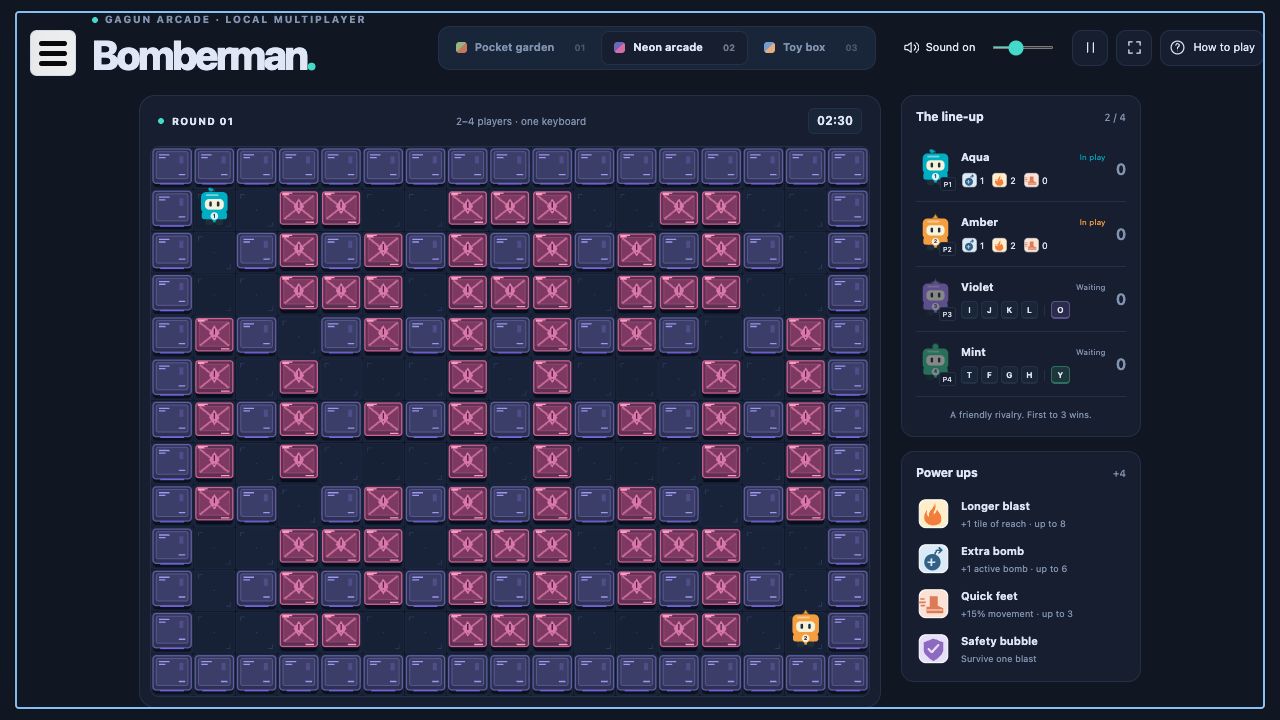 GAGUN ARCADE · LOCAL MULTIPLAYER
Bomberman.
Pocket garden 01
Neon arcade 02
Toy box 03
Sound on
How to play
ROUND 01
2–4 players · one keyboard
02:30
The line-up
2 / 4
Aqua
In play
P1
1 2 0
0
Amber
In play
P2
1 2 0
0
Violet
Waiting
P3
I J K L O
0
Mint
Waiting
P4
T F G H Y
0
A friendly rivalry. First to 3 wins.
Power ups
+4
Longer blast
+1 tile of reach · up to 8
Extra bomb
+1 active bomb · up to 6
Quick feet
+15% movement · up to 3
Safety bubble
Survive one blast